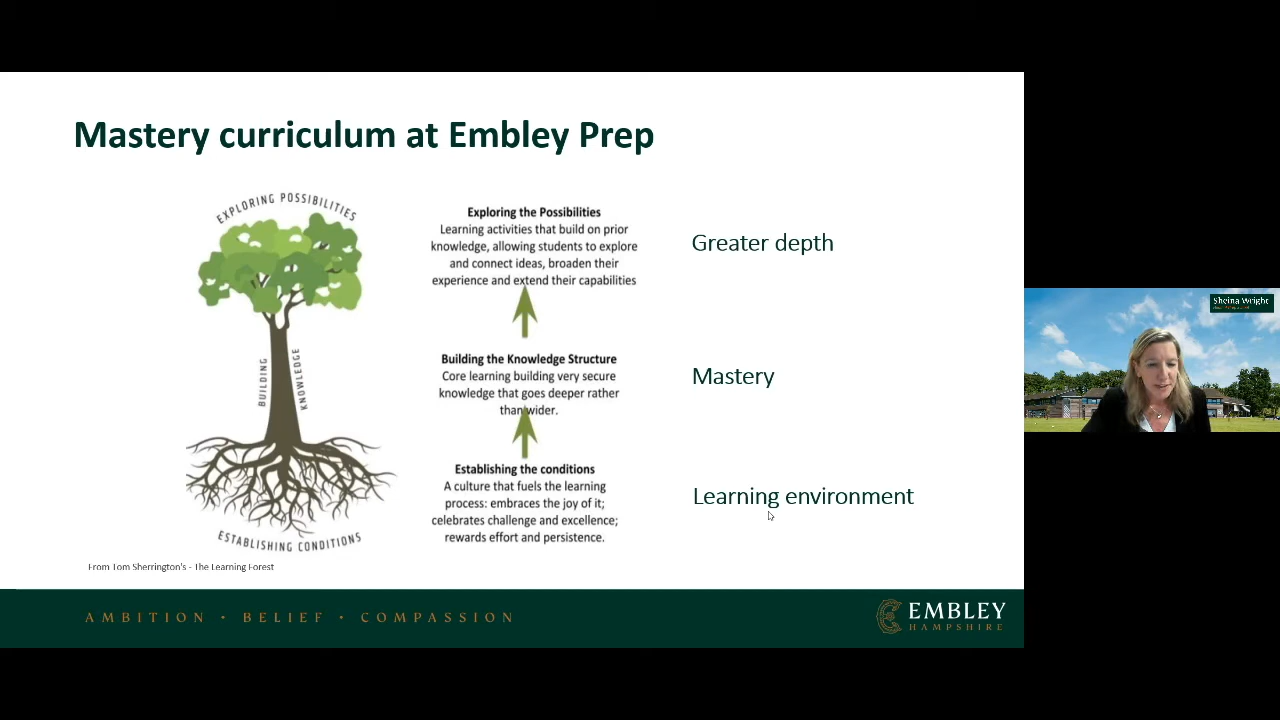 Mastery curriculum at Embley Prep
EXPLORING POSSIBILITIES
BUILDING
KNOWLEDGE
ESTABLISHING CONDITIONS
Exploring the Possibilities
Learning activities that build on prior
knowledge, allowing students to explore
and connect ideas, broaden their
experience and extend their capabilities
Building the Knowledge Structure
Core learning building very secure
knowledge that goes deeper rather
than wider.
Establishing the conditions
A culture that fuels the learning
process: embraces the joy of it;
celebrates challenge and excellence;
rewards effort and persistence.
Greater depth
Mastery
Learning environment
From Tom Sherrington's - The Learning Forest
AMBITION • BELIEF • COMPASSION
EMBLEY
HAMPSHIRE
Sheina Wright